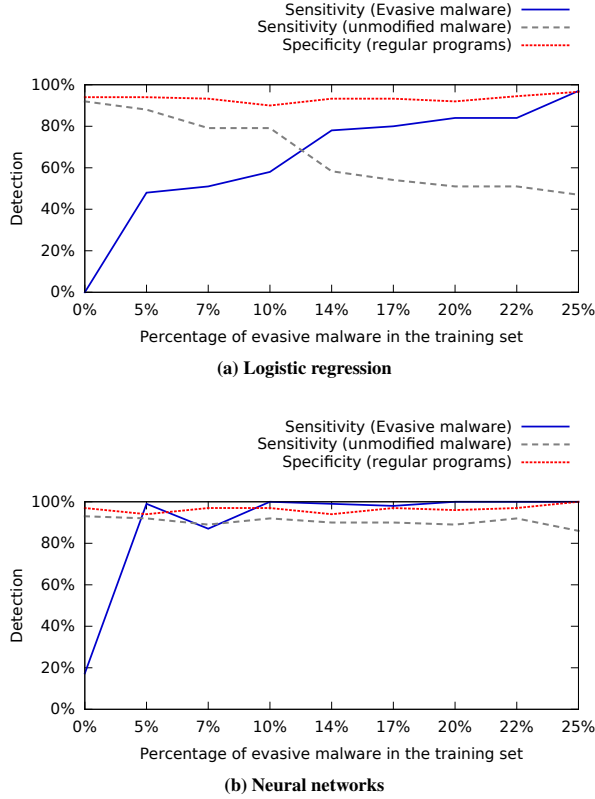 Sensitivity (Evasive malware)
Sensitivity (unmodified malware)
Specificity (regular programs)
100%
80%
60%
40%
20%
0%
Detection
0% 5% 7% 10% 14% 17% 20% 22% 25%
Percentage of evasive malware in the training set
(a) Logistic regression
Sensitivity (Evasive malware)
Sensitivity (unmodified malware)
Specificity (regular programs)
100%
80%
60%
40%
20%
0%
Detection
0% 5% 7% 10% 14% 17% 20% 22% 25%
Percentage of evasive malware in the training set
(b) Neural networks